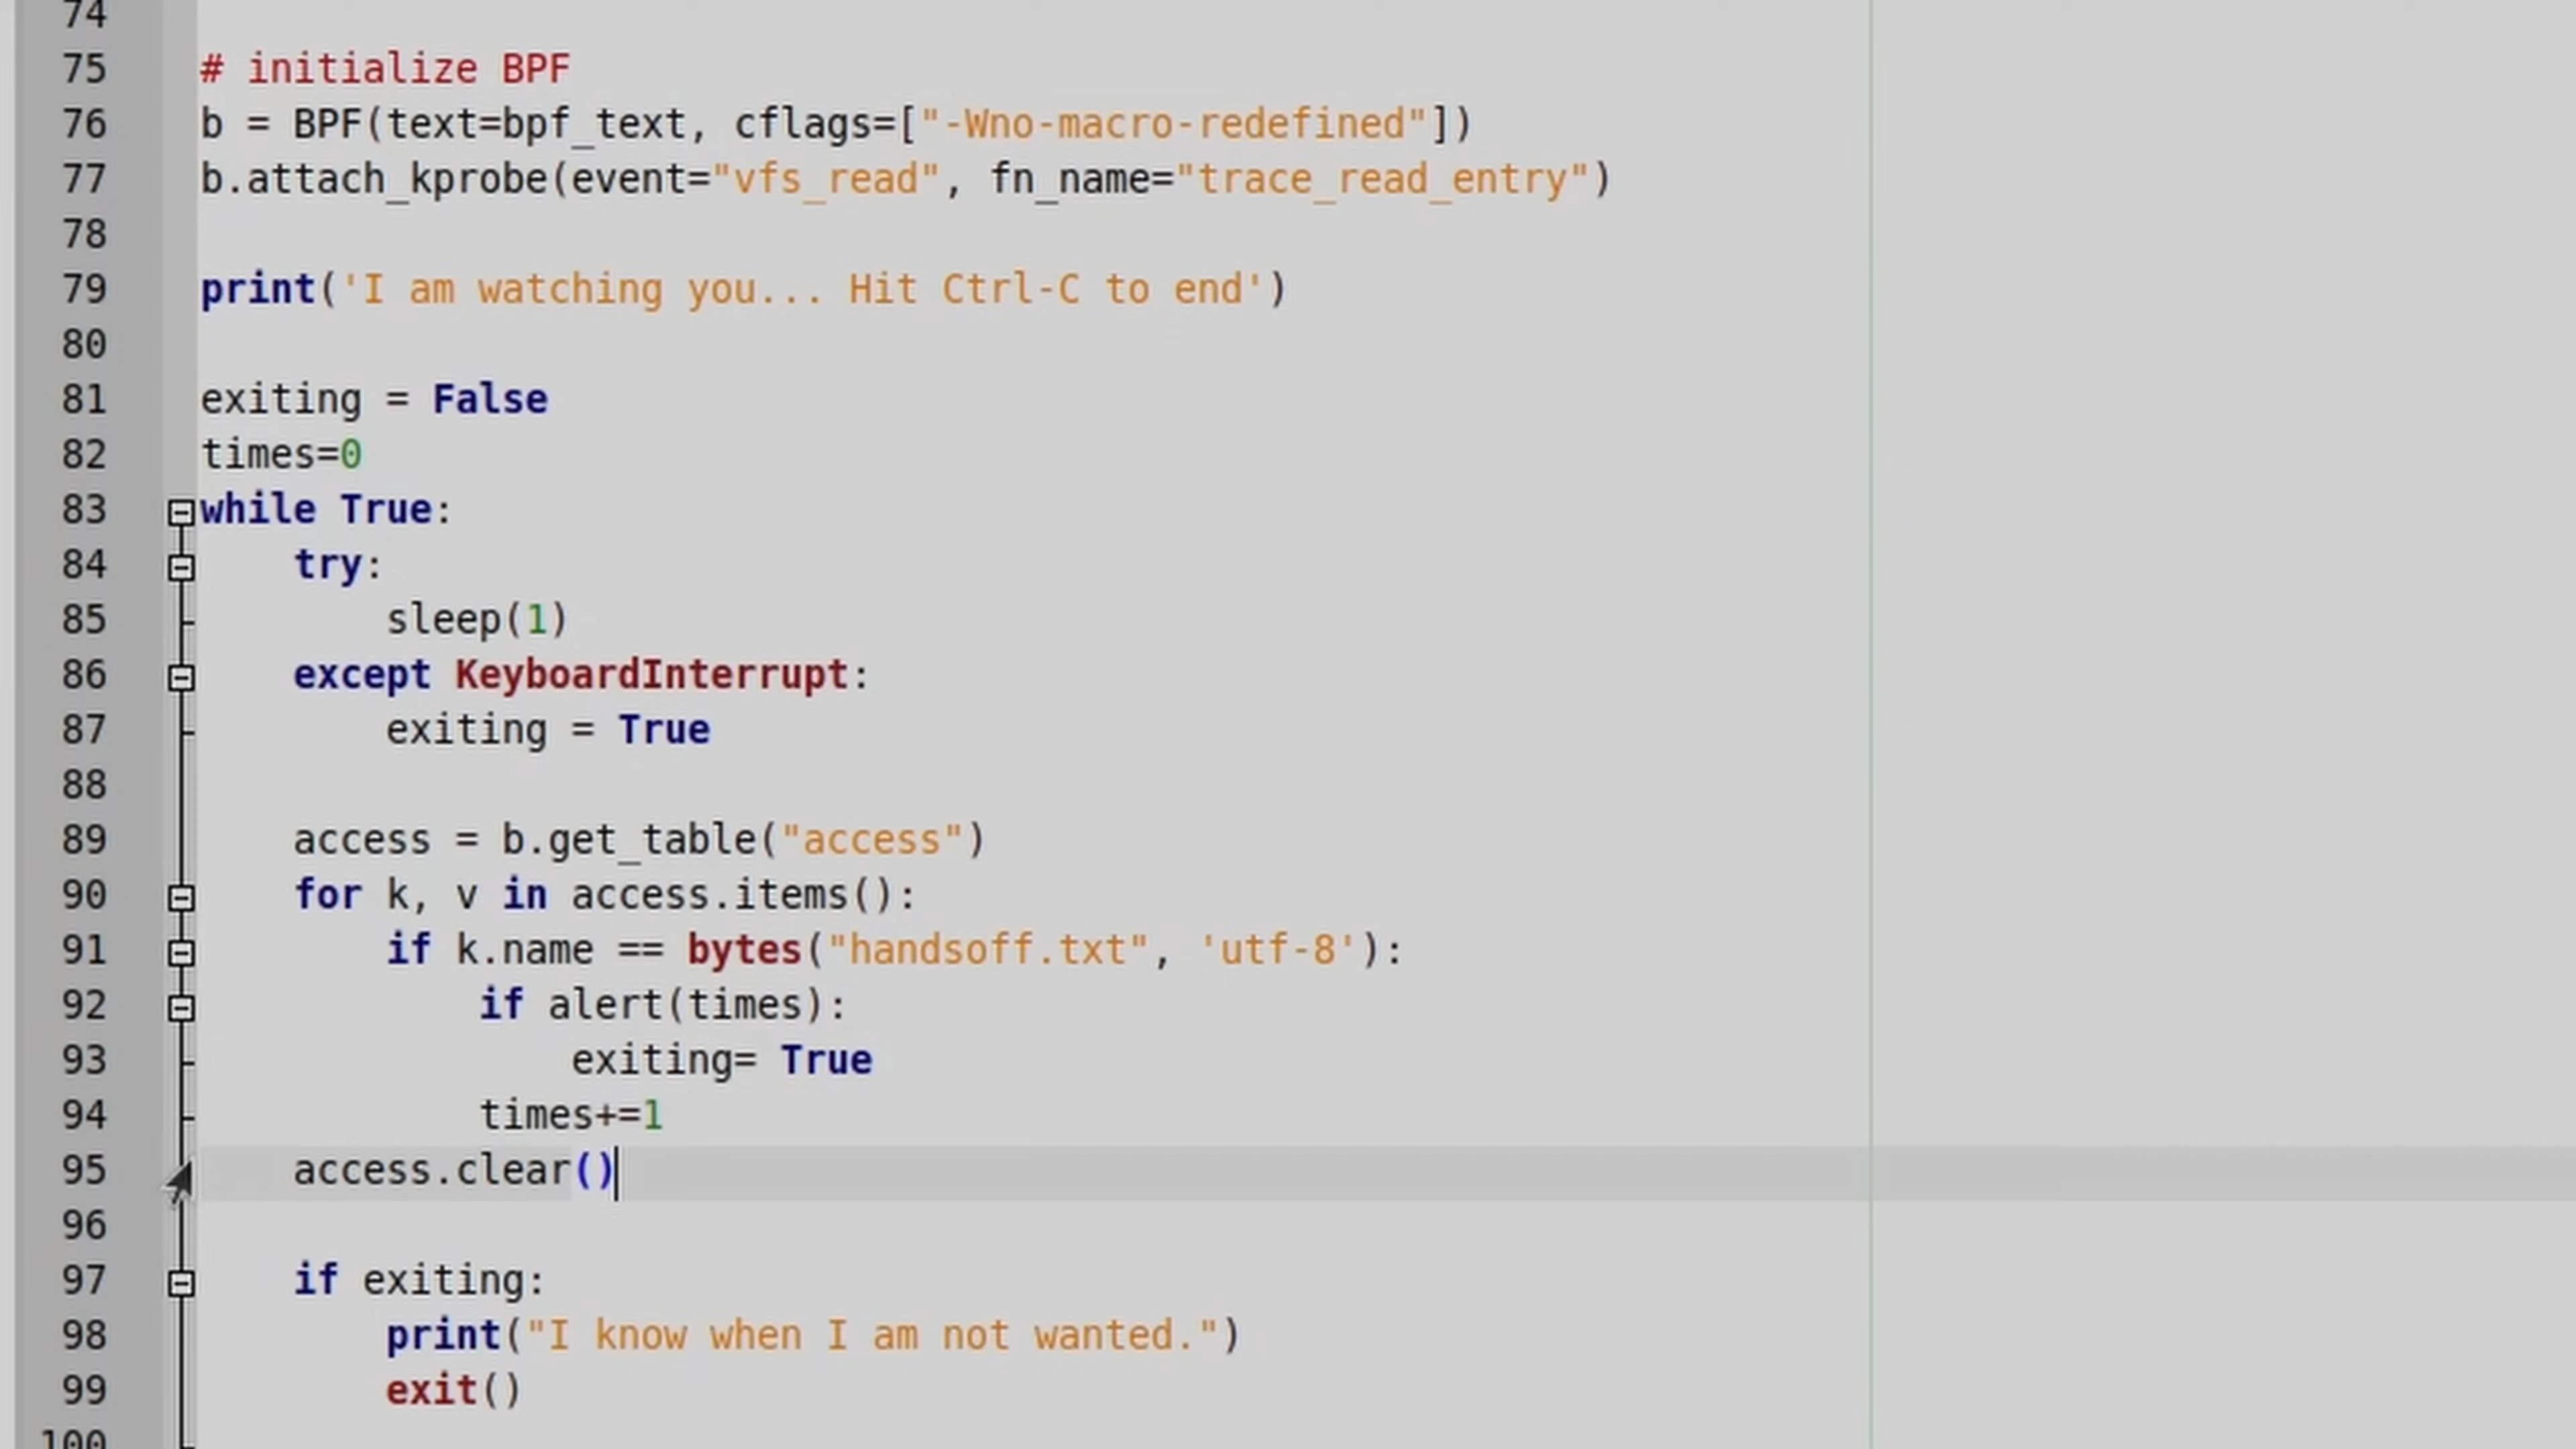 74
75 # initialize BPF
76 b = BPF(text=bpf_text, cflags=["-Wno-macro-redefined"])
77 b.attach_kprobe(event="vfs_read", fn_name="trace_read_entry")
78
79 print('I am watching you... Hit Ctrl-C to end')
80
81 exiting = False
82 times=0
83 while True:
84     try:
85         sleep(1)
86     except KeyboardInterrupt:
87         exiting = True
88
89     access = b.get_table("access")
90     for k, v in access.items():
91         if k.name == bytes("handsoff.txt", 'utf-8'):
92             if alert(times):
93                 exiting= True
94             times+=1
95     access.clear()
96
97     if exiting:
98         print("I know when I am not wanted.")
99         exit()
100